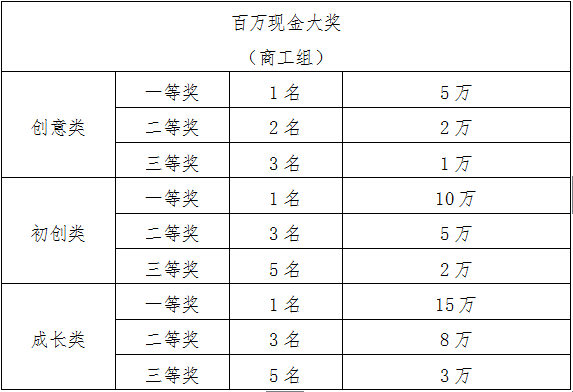 百万现金大奖
（商工组）
创意类
一等奖 1名 5万
二等奖 2名 2万
三等奖 3名 1万
初创类
一等奖 1名 10万
二等奖 3名 5万
三等奖 5名 2万
成长类
一等奖 1名 15万
二等奖 3名 8万
三等奖 5名 3万